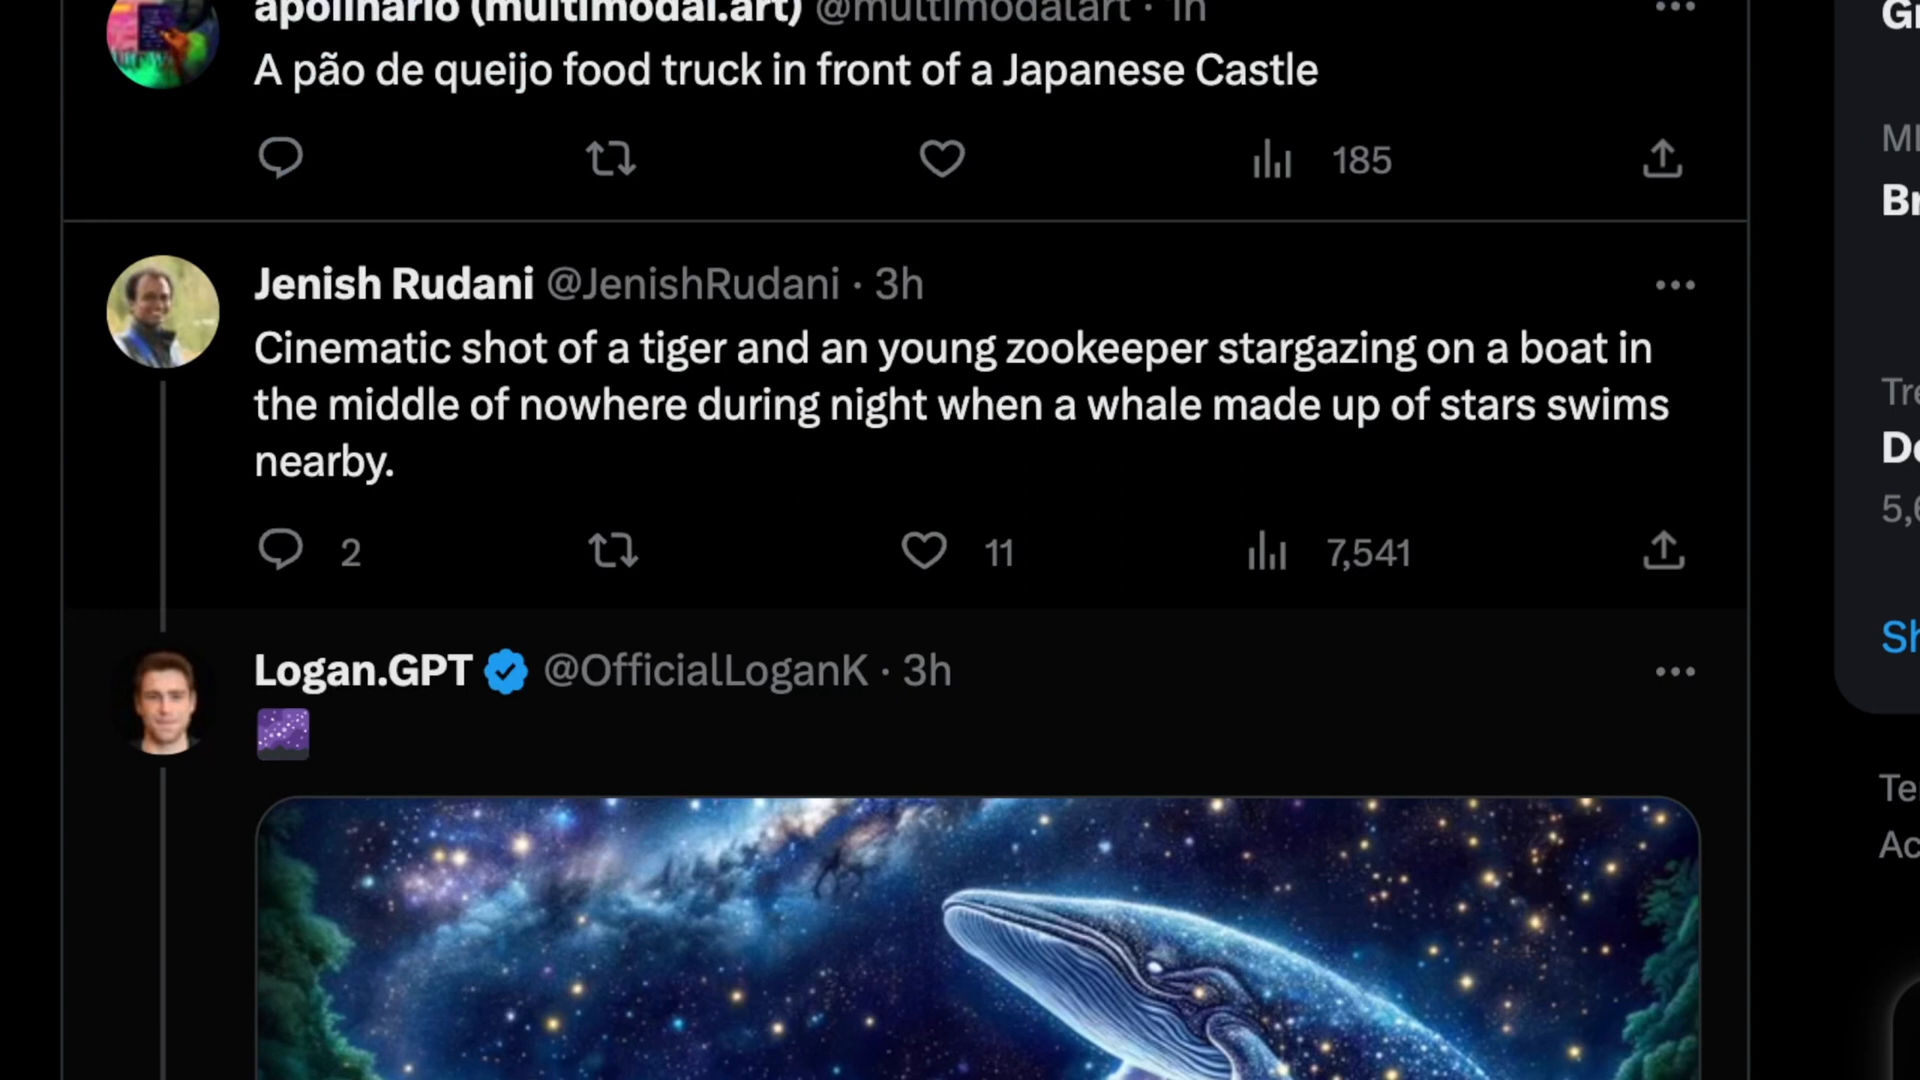 apolinário (multimodal.art) @multimodalart · 1h
A pão de queijo food truck in front of a Japanese Castle
185
Jenish Rudani @JenishRudani · 3h
Cinematic shot of a tiger and an young zookeeper stargazing on a boat in
the middle of nowhere during night when a whale made up of stars swims
nearby.
2 11 7,541
Logan.GPT @OfficialLoganK · 3h